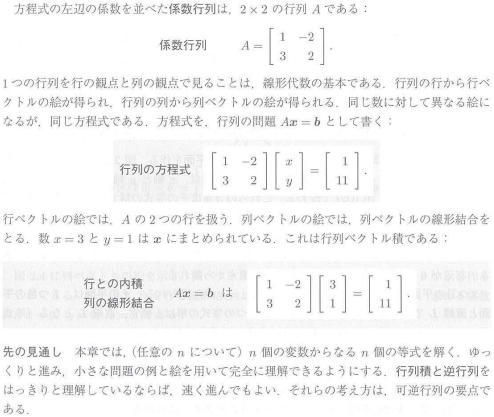 方程式の左辺の係数を並べた係数行列は,2×2 の行列 A である:
係数行列 A = [ 1 −2
3 2 ].
1つの行列を行の観点と列の観点で見ることは,線形代数の基本である.行列の行から行ベ
クトルの絵が得られ,行列の列から列ベクトルの絵が得られる.同じ数に対して異なる絵に
なるが,同じ方程式である.方程式を,行列の問題 Ax = b として書く:
行列の方程式 [ 1 −2
3 2 ] [ x
y ] = [ 1
11 ].
行ベクトルの絵では,A の2つの行を扱う.列ベクトルの絵では,列ベクトルの線形結合を
とる.数 x = 3 と y = 1 は x にまとめられている.これは行列ベクトル積である:
行との内積
列の線形結合 Ax = b は [ 1 −2
3 2 ] [ 3
1 ] = [ 1
11 ].
先の見通し 本章では,(任意の n について) n 個の変数からなる n 個の等式を解く.ゆっ
くりと進み,小さな問題の例と絵を用いて完全に理解できるようにする.行列積と逆行列を
はっきりと理解しているならば,速く進んでもよい.それらの考え方は,可逆行列の要点で
ある.